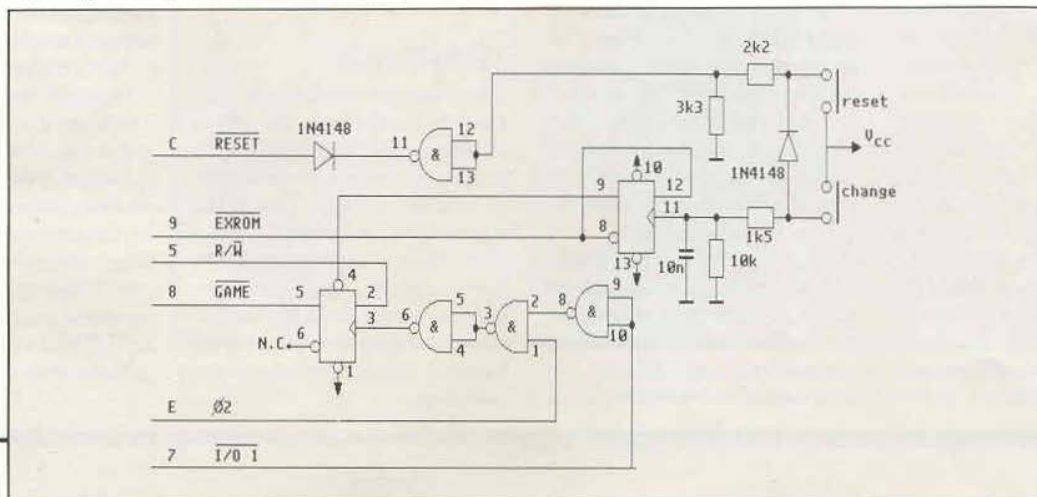 2k2
3k3
reset
1N4148
11
&
12
13
C RESET
Vcc
10
9
12
1N4148
change
11
9 EXROM
8
1k5
5 R/W
4
13
10n
10k
8 GAME
5
2
5
2
8
9
3
6
&
3
&
&
6
4
1
10
N.C
1
E Ø2
7 I/O 1